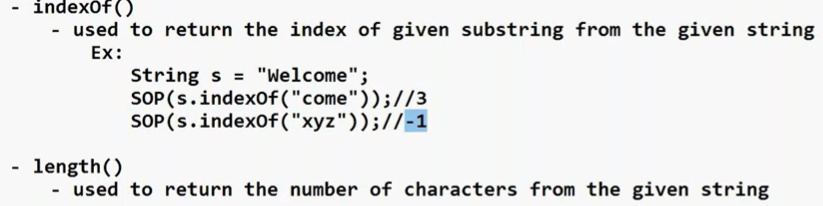 - indexOf()
- used to return the index of given substring from the given string
Ex:
String s = "Welcome";
SOP(s.indexOf("come"));//3
SOP(s.indexOf("xyz"));//-1
- length()
- used to return the number of characters from the given string